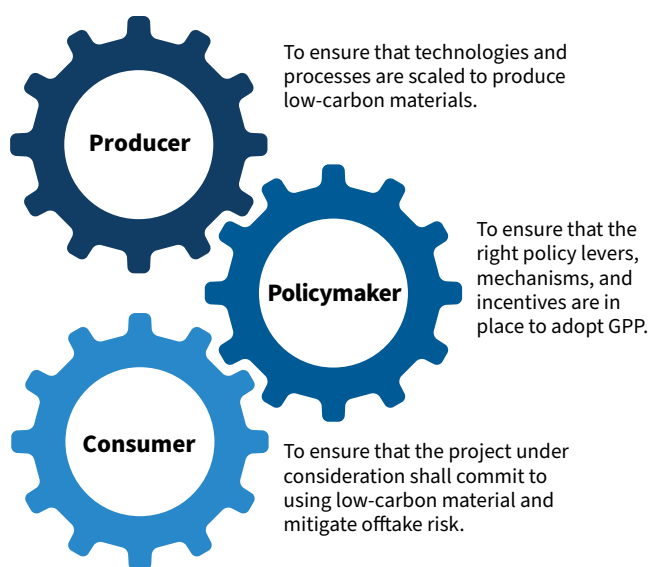 Producer
To ensure that technologies and
processes are scaled to produce
low-carbon materials.
Policymaker
To ensure that the
right policy levers,
mechanisms, and
incentives are in
place to adopt GPP.
Consumer
To ensure that the project under
consideration shall commit to
using low-carbon material and
mitigate offtake risk.